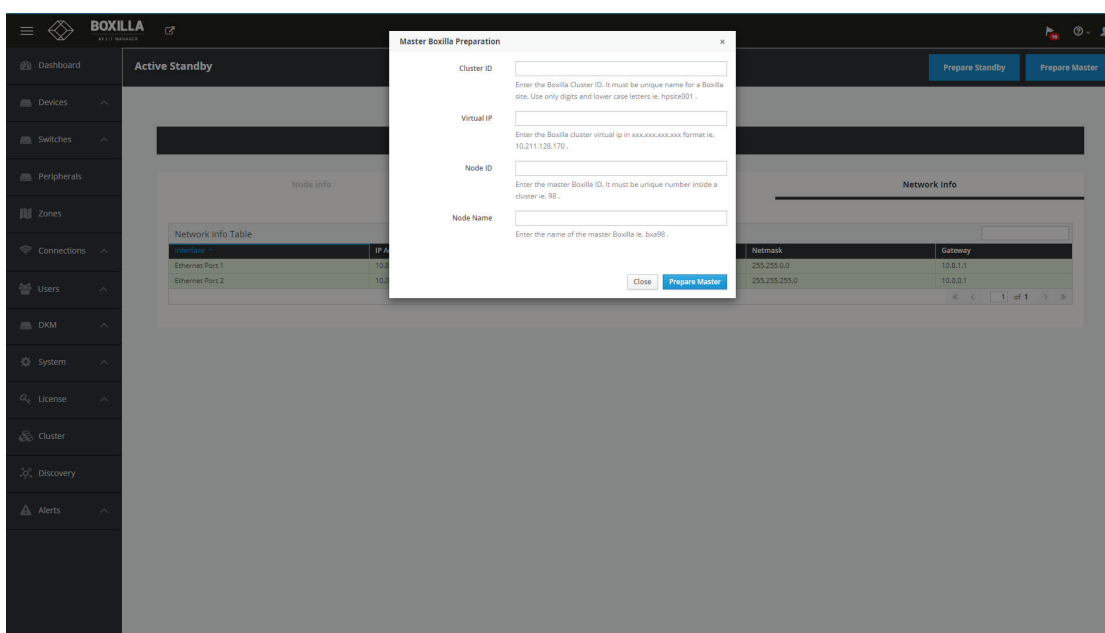 BOXILLA
AV / IT MANAGER
16
Dashboard
Devices
Switches
Peripherals
Zones
Connections
Users
DKM
System
License
Cluster
Discovery
Alerts
Active Standby
Prepare Standby
Prepare Master
Master Boxilla Preparation
×
Cluster ID
Enter the Boxilla Cluster ID. It must be unique name for a Boxilla
site. Use only digits and lower case letters ie. hpsite001 .
Virtual IP
Enter the Boxilla cluster virtual ip in xxx.xxx.xxx.xxx format ie.
10.211.128.170 .
Node ID
Enter the master Boxilla ID. It must be unique number inside a
cluster ie. 98 .
Node Name
Enter the name of the master Boxilla ie. bxa98 .
Close
Prepare Master
Node Info
Network Info
Network Info Table
Interface IP A Netmask Gateway
Ethernet Port 1 10.0 255.255.0.0 10.0.1.1
Ethernet Port 2 10.0 255.255.255.0 10.0.0.1
1 of 1